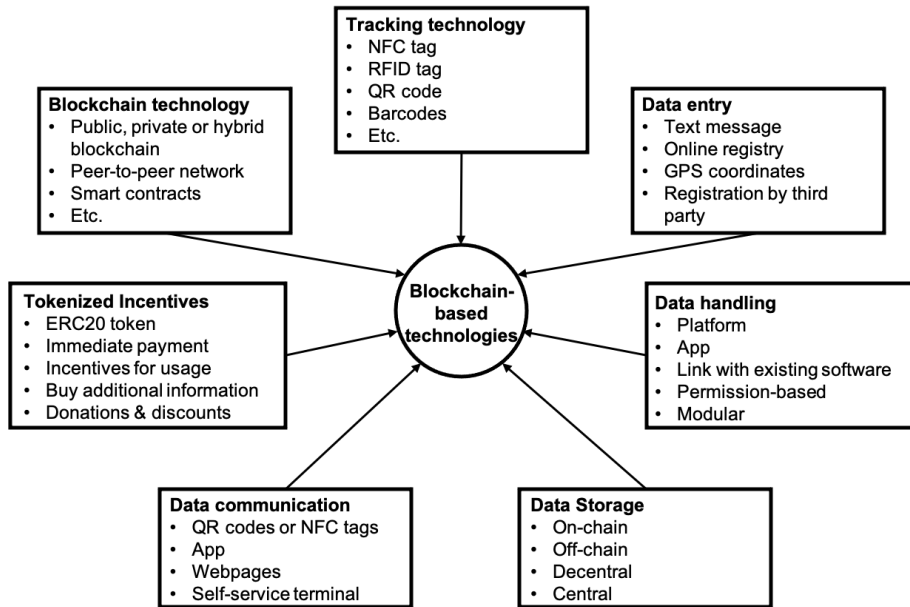 Tracking technology
• NFC tag
• RFID tag
• QR code
• Barcodes
• Etc.
Blockchain technology
• Public, private or hybrid
blockchain
• Peer-to-peer network
• Smart contracts
• Etc.
Data entry
• Text message
• Online registry
• GPS coordinates
• Registration by third
party
Blockchain-
based
technologies
Tokenized Incentives
• ERC20 token
• Immediate payment
• Incentives for usage
• Buy additional information
• Donations & discounts
Data handling
• Platform
• App
• Link with existing software
• Permission-based
• Modular
Data communication
• QR codes or NFC tags
• App
• Webpages
• Self-service terminal
Data Storage
• On-chain
• Off-chain
• Decentral
• Central